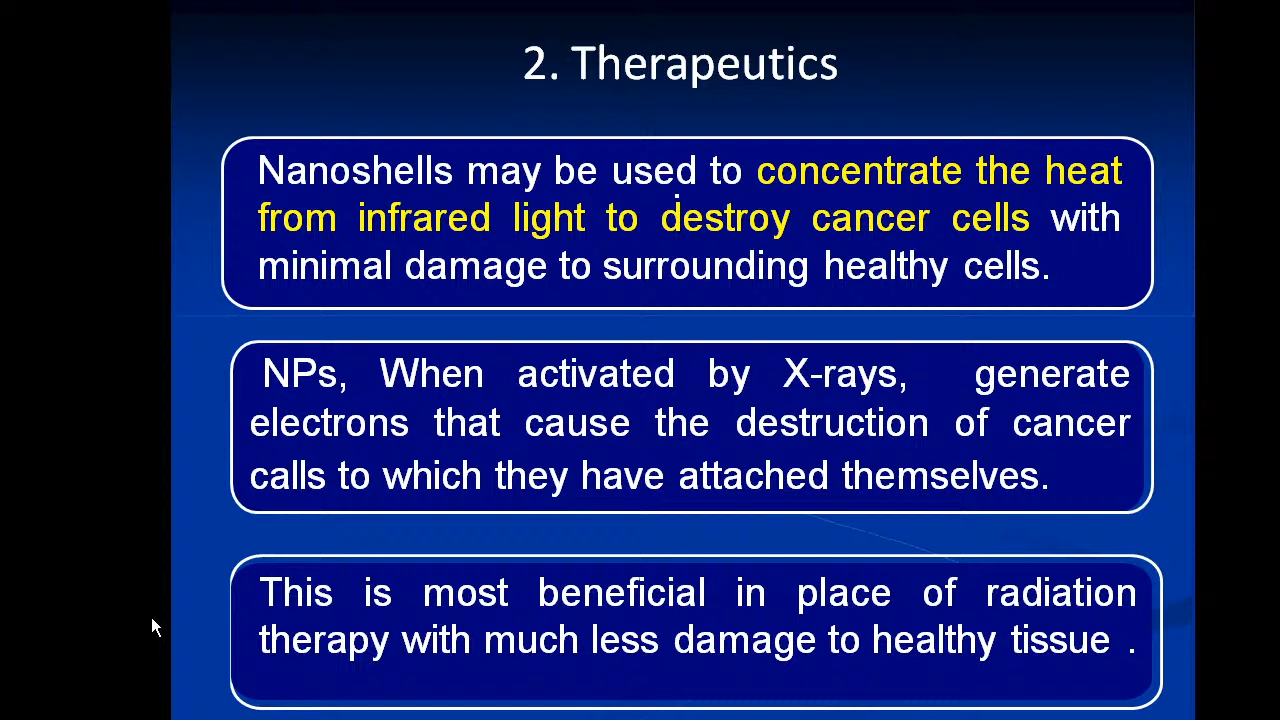 2. Therapeutics
Nanoshells may be used to concentrate the heat
from infrared light to destroy cancer cells with
minimal damage to surrounding healthy cells.
NPs, When activated by X-rays, generate
electrons that cause the destruction of cancer
calls to which they have attached themselves.
This is most beneficial in place of radiation
therapy with much less damage to healthy tissue .